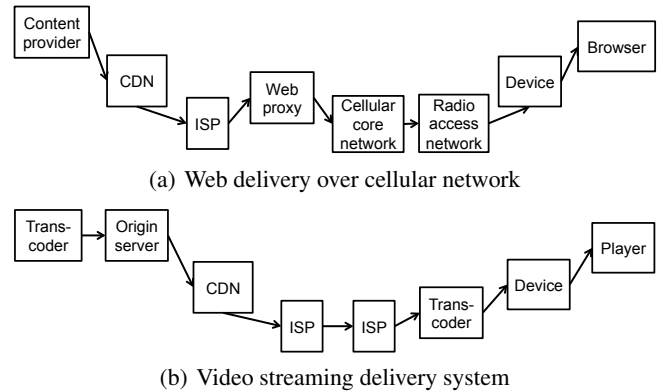 Content
provider
CDN
ISP
Web
proxy
Cellular
core
network
Radio
access
network
Device
Browser
(a) Web delivery over cellular network
Trans-
coder
Origin
server
CDN
ISP
ISP
Trans-
coder
Device
Player
(b) Video streaming delivery system